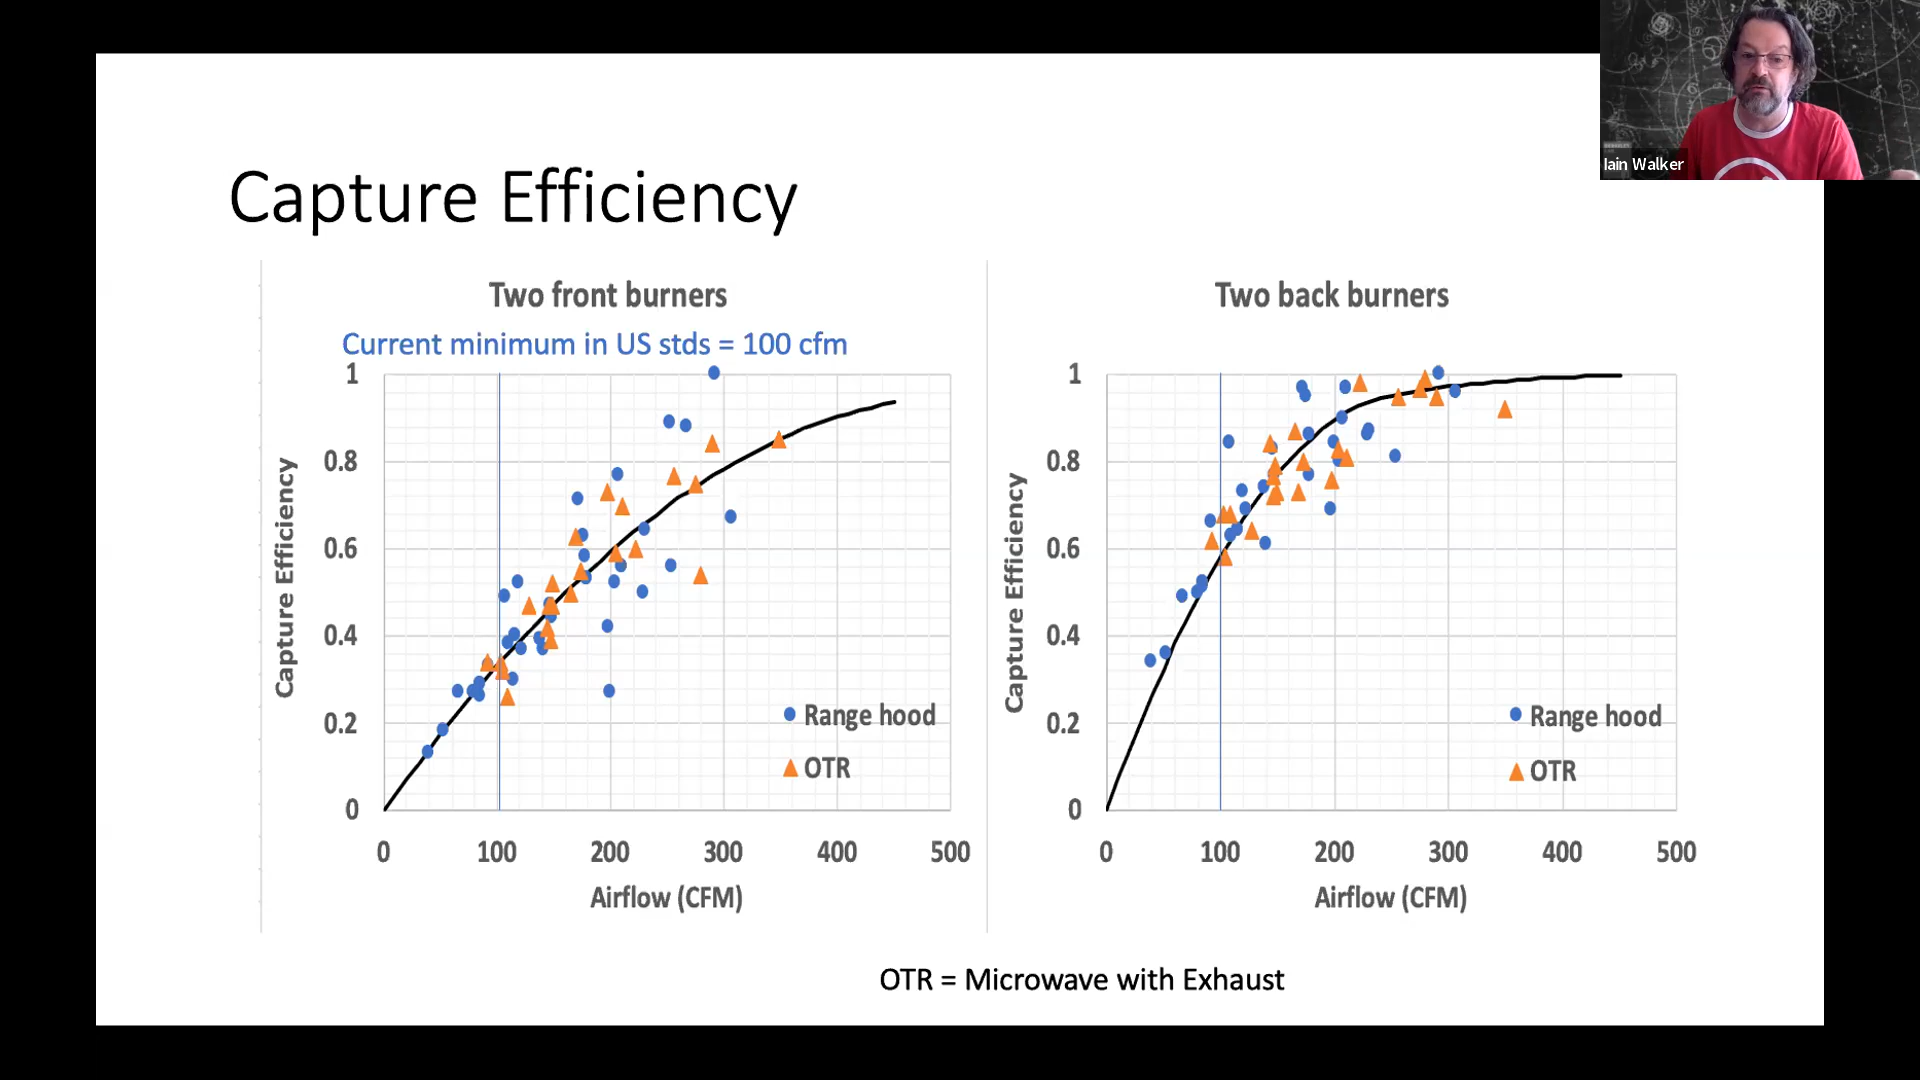 Iain Walker
Capture Efficiency
Two front burners
Current minimum in US stds = 100 cfm
1
0.8
0.6
0.4
0.2
0
Capture Efficiency
Range hood
OTR
0 100 200 300 400 500
Airflow (CFM)
Two back burners
1
0.8
0.6
0.4
0.2
0
Capture Efficiency
Range hood
OTR
0 100 200 300 400 500
Airflow (CFM)
OTR = Microwave with Exhaust